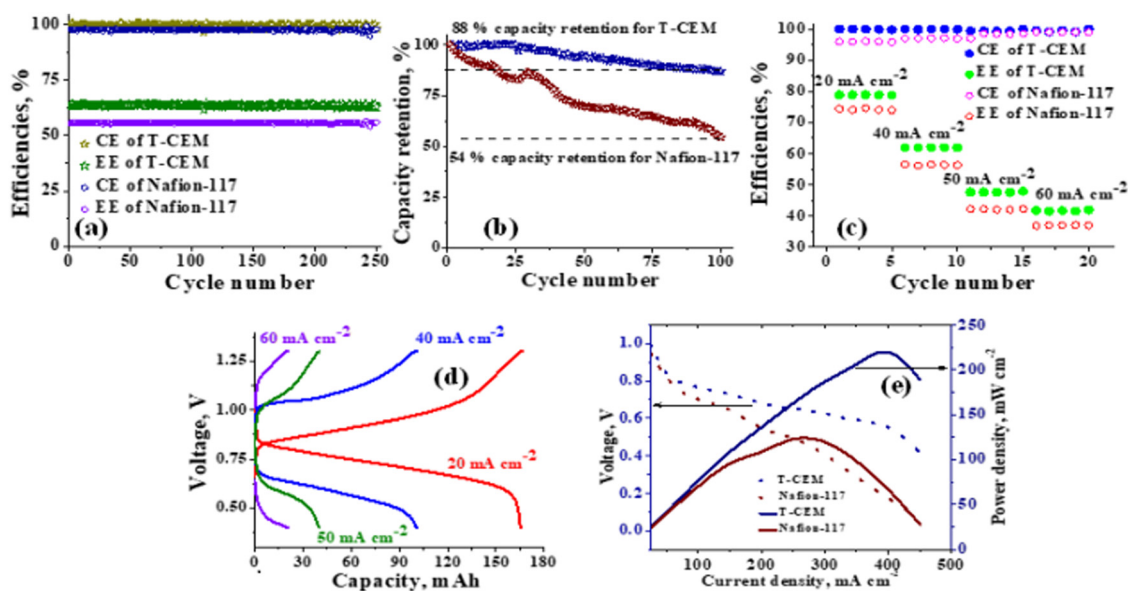 100
75
50
25
0
Efficiencies, %
CE of T-CEM
EE of T-CEM
CE of Nafion-117
EE of Nafion-117
(a)
0 50 100 150 200 250
Cycle number
125
100
75
50
25
0
Capacity retention, %
88 % capacity retention for T-CEM
54 % capacity retention for Nafion-117
(b)
0 25 50 75 100
Cycle number
100
90
80
70
60
50
40
30
Efficiencies, %
CE of T-CEM
EE of T-CEM
CE of Nafion-117
EE of Nafion-117
20 mA cm-2
40 mA cm-2
50 mA cm-2
60 mA cm-2
(c)
0 5 10 15 20
Cycle number
1.25
1.00
0.75
0.50
Voltage, V
60 mA cm-2
40 mA cm-2
(d)
20 mA cm-2
50 mA cm-2
0 30 60 90 120 150 180
Capacity, mAh
1.0
0.8
0.6
0.4
0.2
0.0
Voltage, V
(e)
T-CEM
Nafion-117
T-CEM
Nafion-117
250
200
150
100
50
0
Power density, mW cm-2
100 200 300 400 500
Current density, mA cm-2